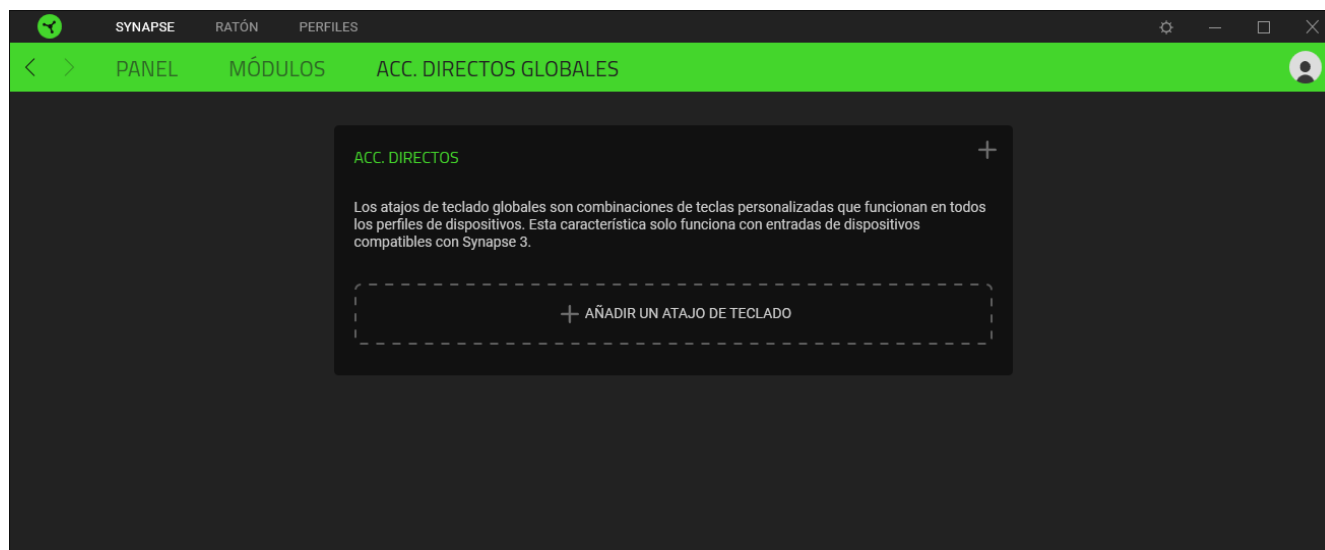 SYNAPSE RATÓN PERFILES
PANEL MÓDULOS ACC. DIRECTOS GLOBALES
ACC. DIRECTOS
Los atajos de teclado globales son combinaciones de teclas personalizadas que funcionan en todos
los perfiles de dispositivos. Esta característica solo funciona con entradas de dispositivos
compatibles con Synapse 3.
AÑADIR UN ATAJO DE TECLADO